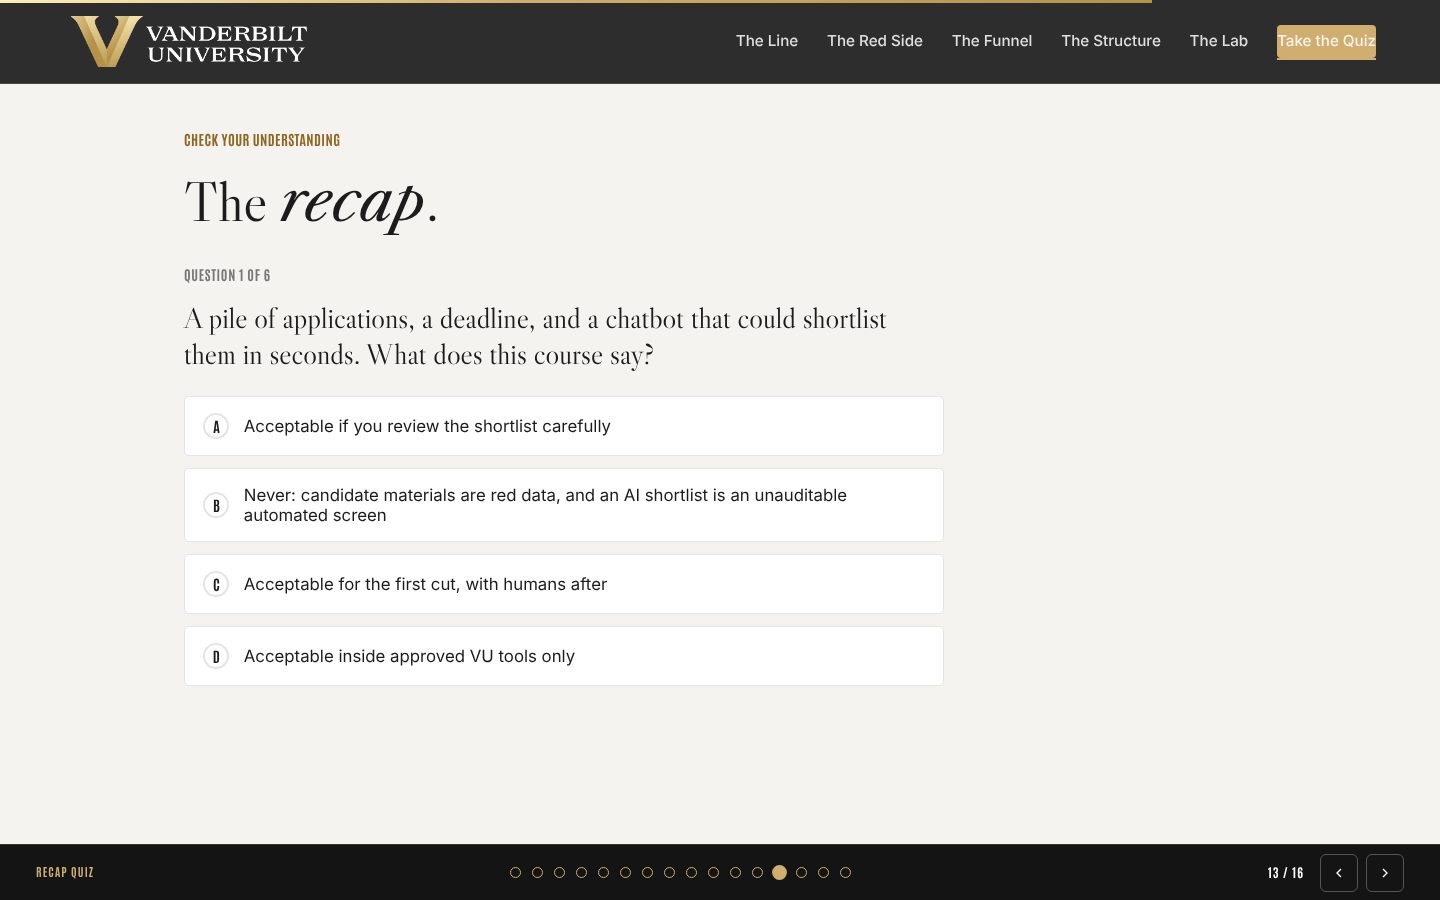 VANDERBILT
UNIVERSITY
The Line
The Red Side
The Funnel
The Structure
The Lab
Take the Quiz
CHECK YOUR UNDERSTANDING
The recap.
QUESTION 1 OF 6
A pile of applications, a deadline, and a chatbot that could shortlist
them in seconds. What does this course say?
A Acceptable if you review the shortlist carefully
B Never: candidate materials are red data, and an AI shortlist is an unauditable
automated screen
C Acceptable for the first cut, with humans after
D Acceptable inside approved VU tools only
RECAP QUIZ
13 / 16